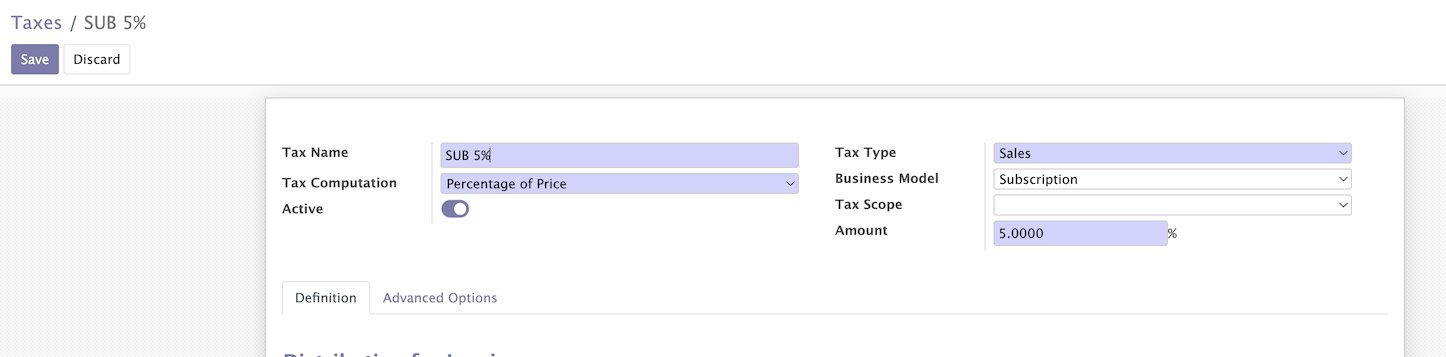 Taxes / SUB 5%
Save Discard
Tax Name SUB 5%
Tax Computation Percentage of Price
Active
Tax Type Sales
Business Model Subscription
Tax Scope
Amount 5.0000 %
Definition Advanced Options